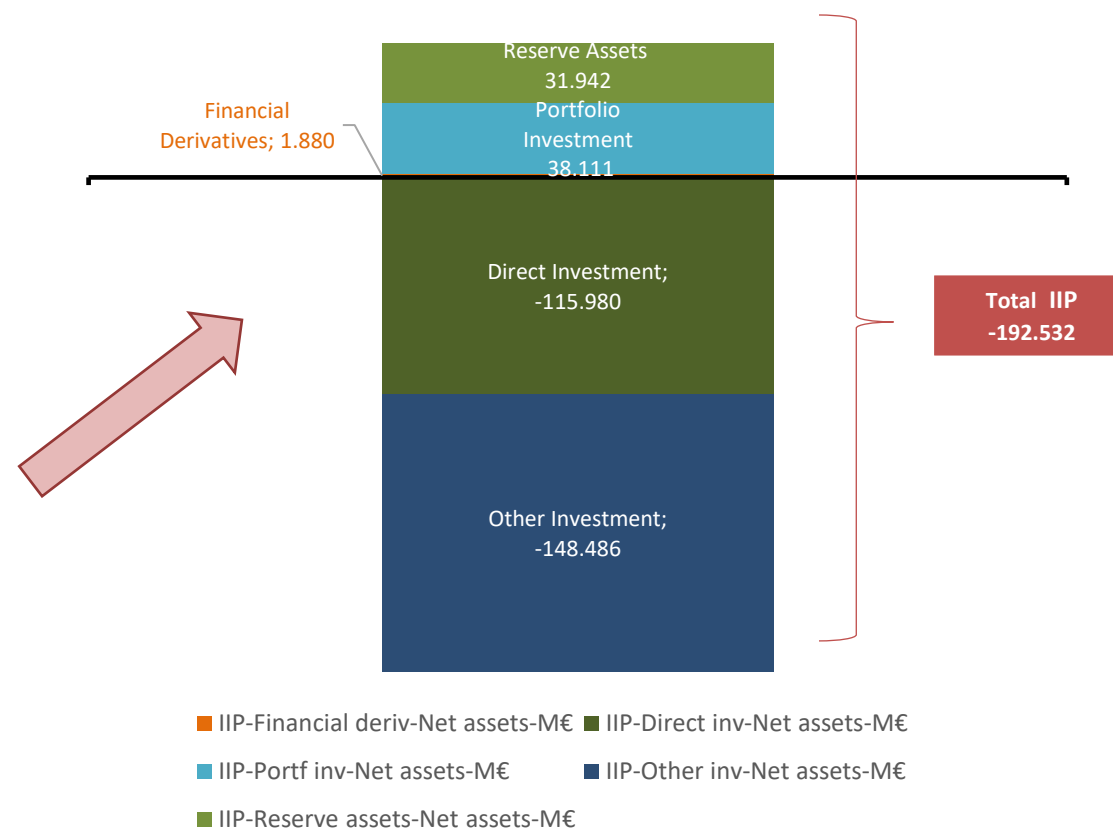 Reserve Assets
31.942
Financial
Derivatives; 1.880
Portfolio
Investment
38.111
Direct Investment;
-115.980
Total IIP
-192.532
Other Investment;
-148.486
IIP-Financial deriv-Net assets-M€
IIP-Direct inv-Net assets-M€
IIP-Portf inv-Net assets-M€
IIP-Other inv-Net assets-M€
IIP-Reserve assets-Net assets-M€